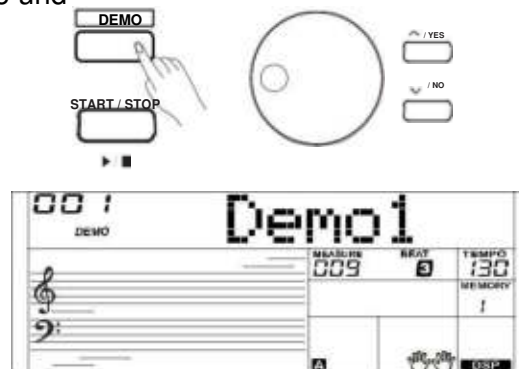 and
DEMO
/ YES
/ NO
START / STOP
001
DEMO
Demo1
MEASURE
009
BEAT
3
TEMPO
130
MEMORY
1
A
DSP